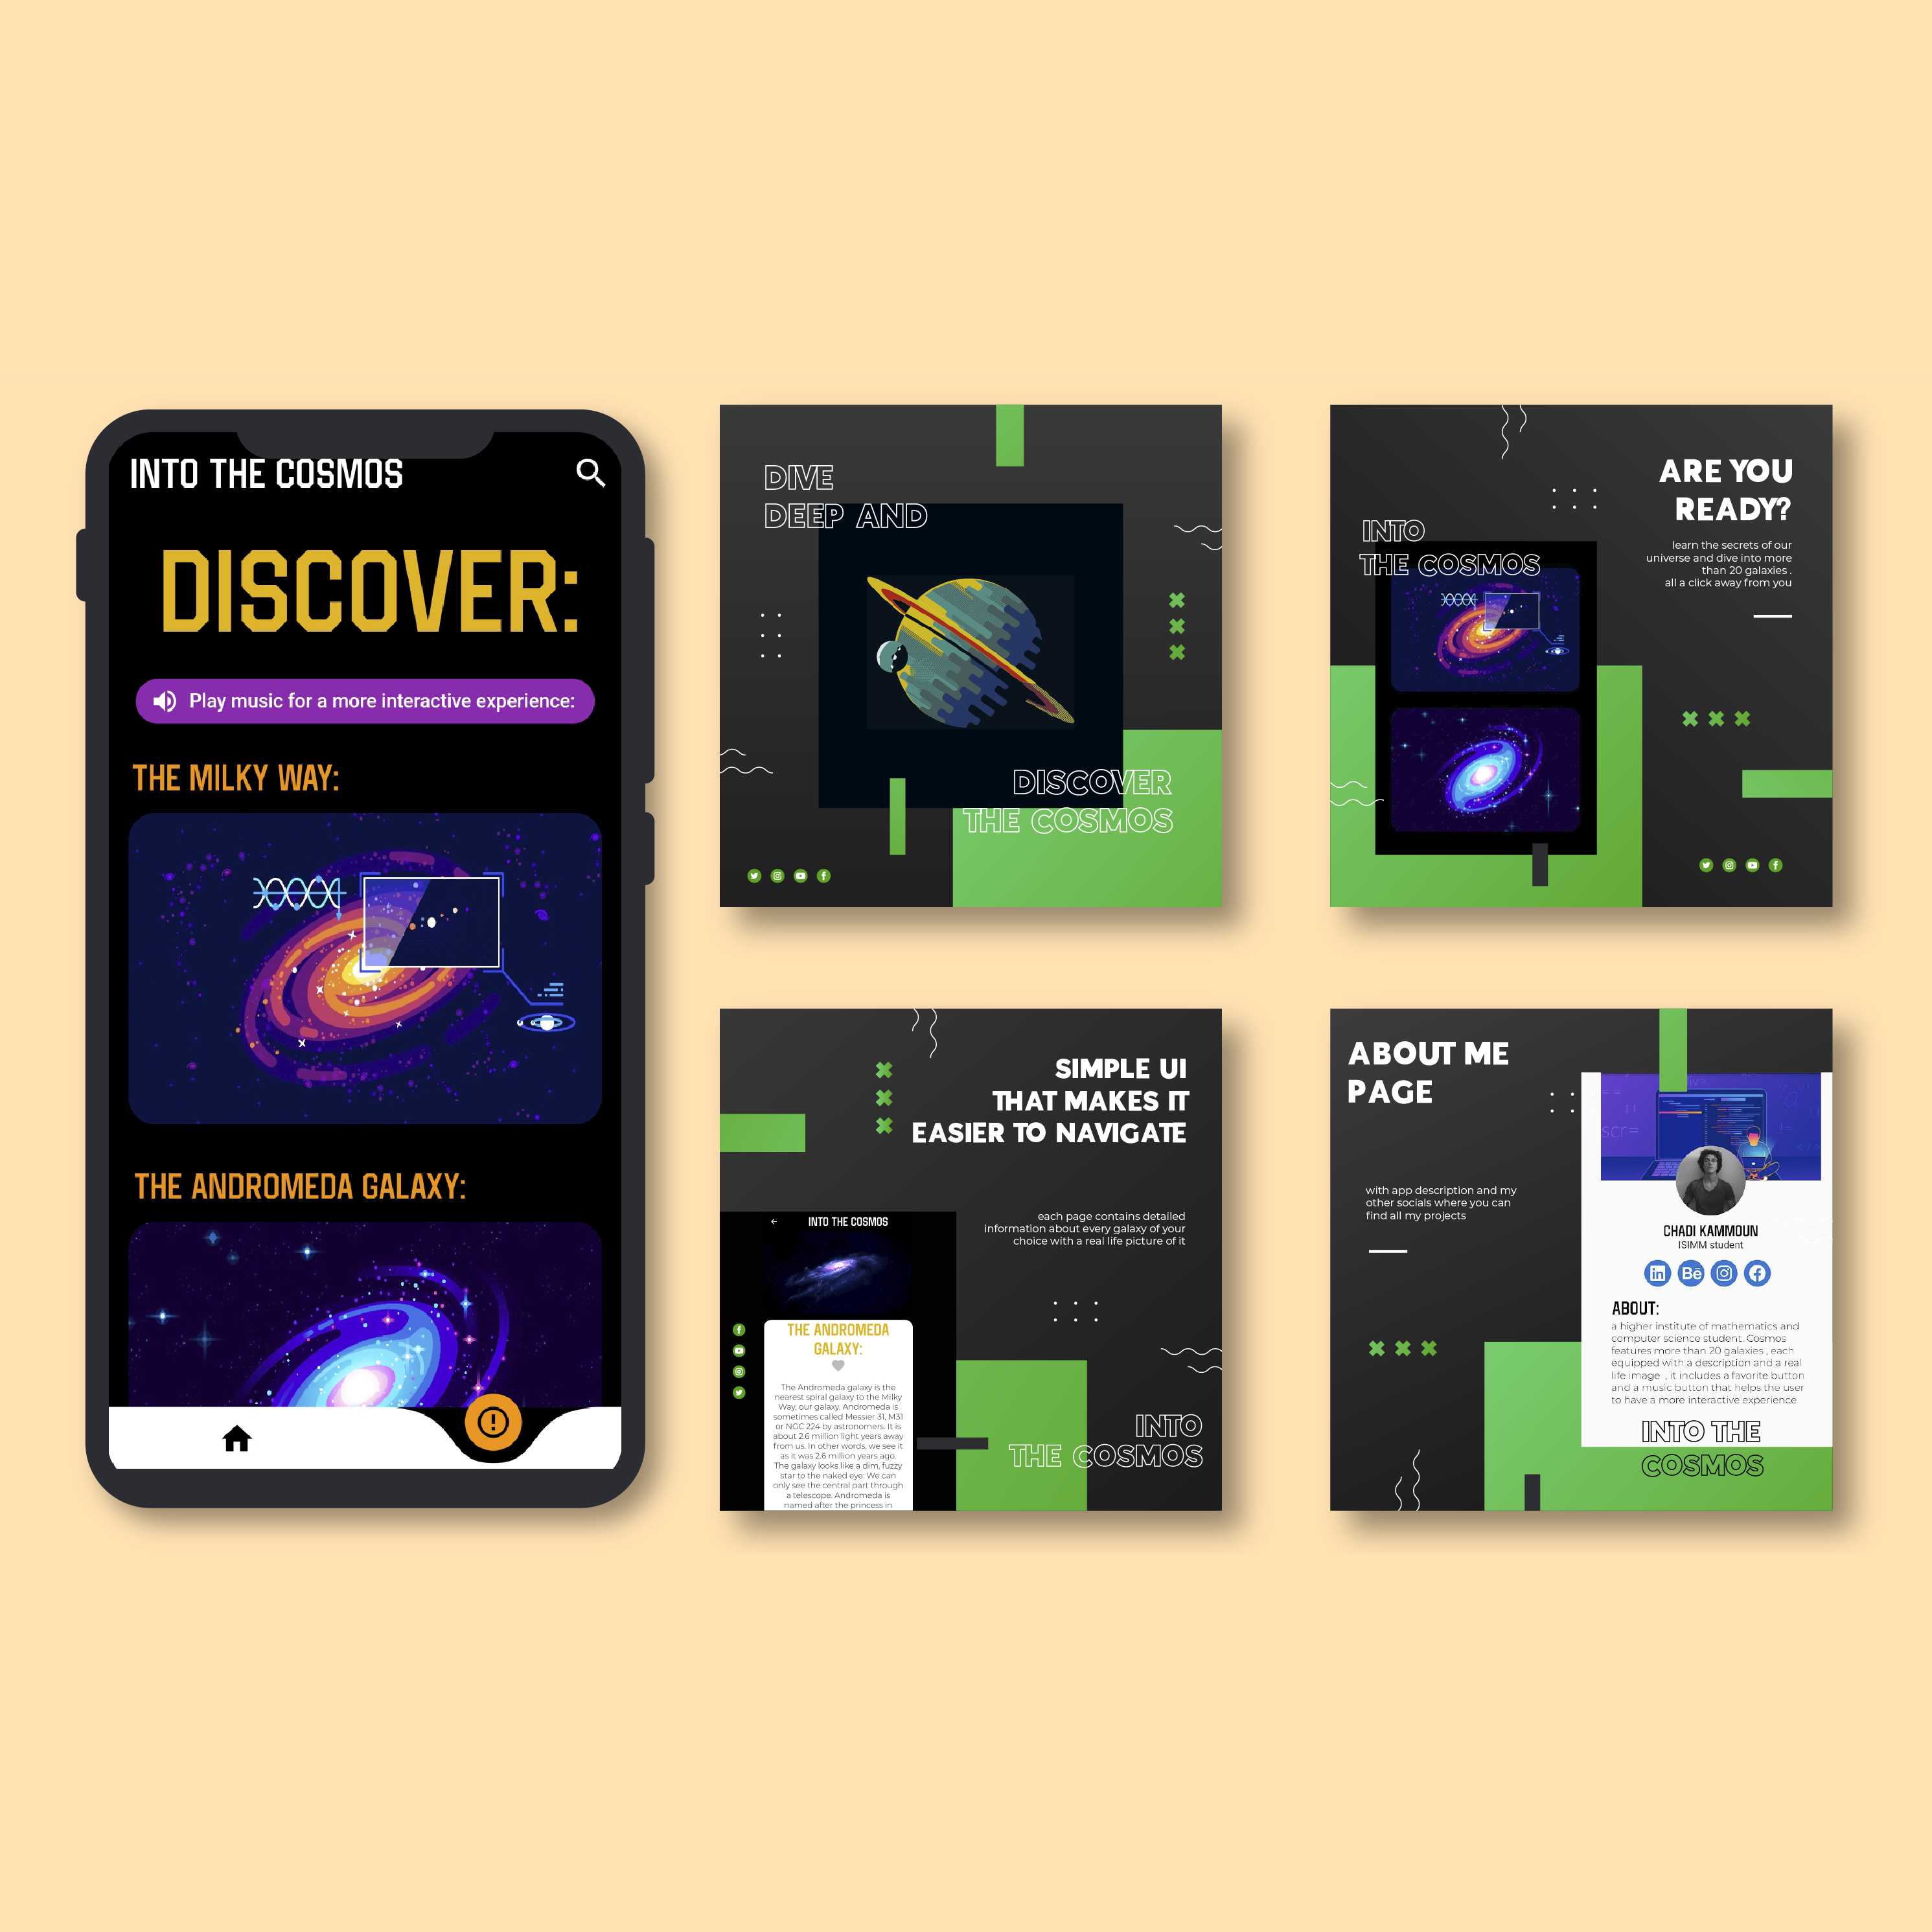 INTO THE COSMOS
DISCOVER:
Play music for a more interactive experience:
THE MILKY WAY:
THE ANDROMEDA GALAXY:
DIVE
DEEP AND
DISCOVER
THE COSMOS
ARE YOU
READY?
learn the secrets of our
universe and dive into more
than 20 galaxies .
all a click away from you
INTO
THE COSMOS
SIMPLE UI
THAT MAKES IT
EASIER TO NAVIGATE
each page contains detailed
information about every galaxy of your
choice with a real life picture of it
INTO THE COSMOS
THE ANDROMEDA
GALAXY:
The Andromeda galaxy is the
nearest spiral galaxy to the Milky
Way, our galaxy. Andromeda is
sometimes called Messier 31, M31
or NGC 224 by astronomers. It is
about 2.6 million light years away
from us. In other words, we see it
as it was 2.6 million years ago.
The galaxy looks like a dim, fuzzy
star to the naked eye: We can
only see the central part through
a telescope. Andromeda is
named after the princess in
INTO
THE COSMOS
ABOUT ME
PAGE
with app description and my
other socials where you can
find all my projects
scr=
CHADI KAMMOUN
ISIMM student
in
Bē
ABOUT:
a higher institute of mathematics and
computer science student. Cosmos
features more than 20 galaxies , each
equipped with a description and a real
life image , it includes a favorite button
and a music button that helps the user
to have a more interactive experience
INTO THE
COSMOS